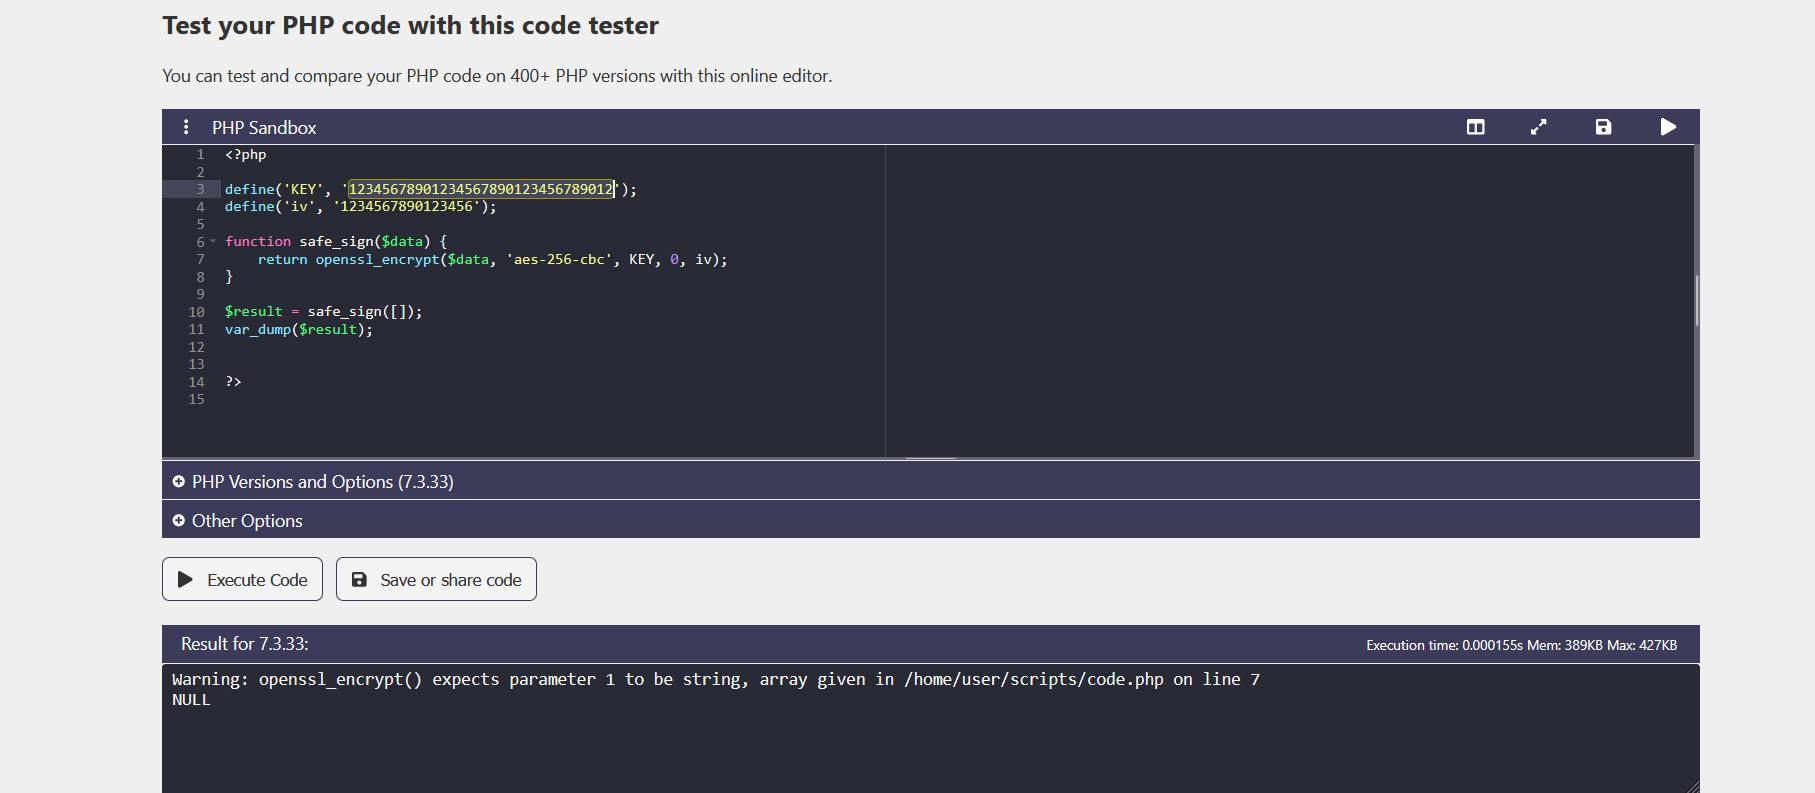 Test your PHP code with this code tester
You can test and compare your PHP code on 400+ PHP versions with this online editor.
PHP Sandbox
1 <?php
2
3 define('KEY', '12345678901234567890123456789012');
4 define('iv', '1234567890123456');
5
6 function safe_sign($data) {
7     return openssl_encrypt($data, 'aes-256-cbc', KEY, 0, iv);
8 }
9
10 $result = safe_sign([]);
11 var_dump($result);
12
13
14 ?>
15
PHP Versions and Options (7.3.33)
Other Options
Execute Code Save or share code
Result for 7.3.33: Execution time: 0.000155s Mem: 389KB Max: 427KB
Warning: openssl_encrypt() expects parameter 1 to be string, array given in /home/user/scripts/code.php on line 7
NULL